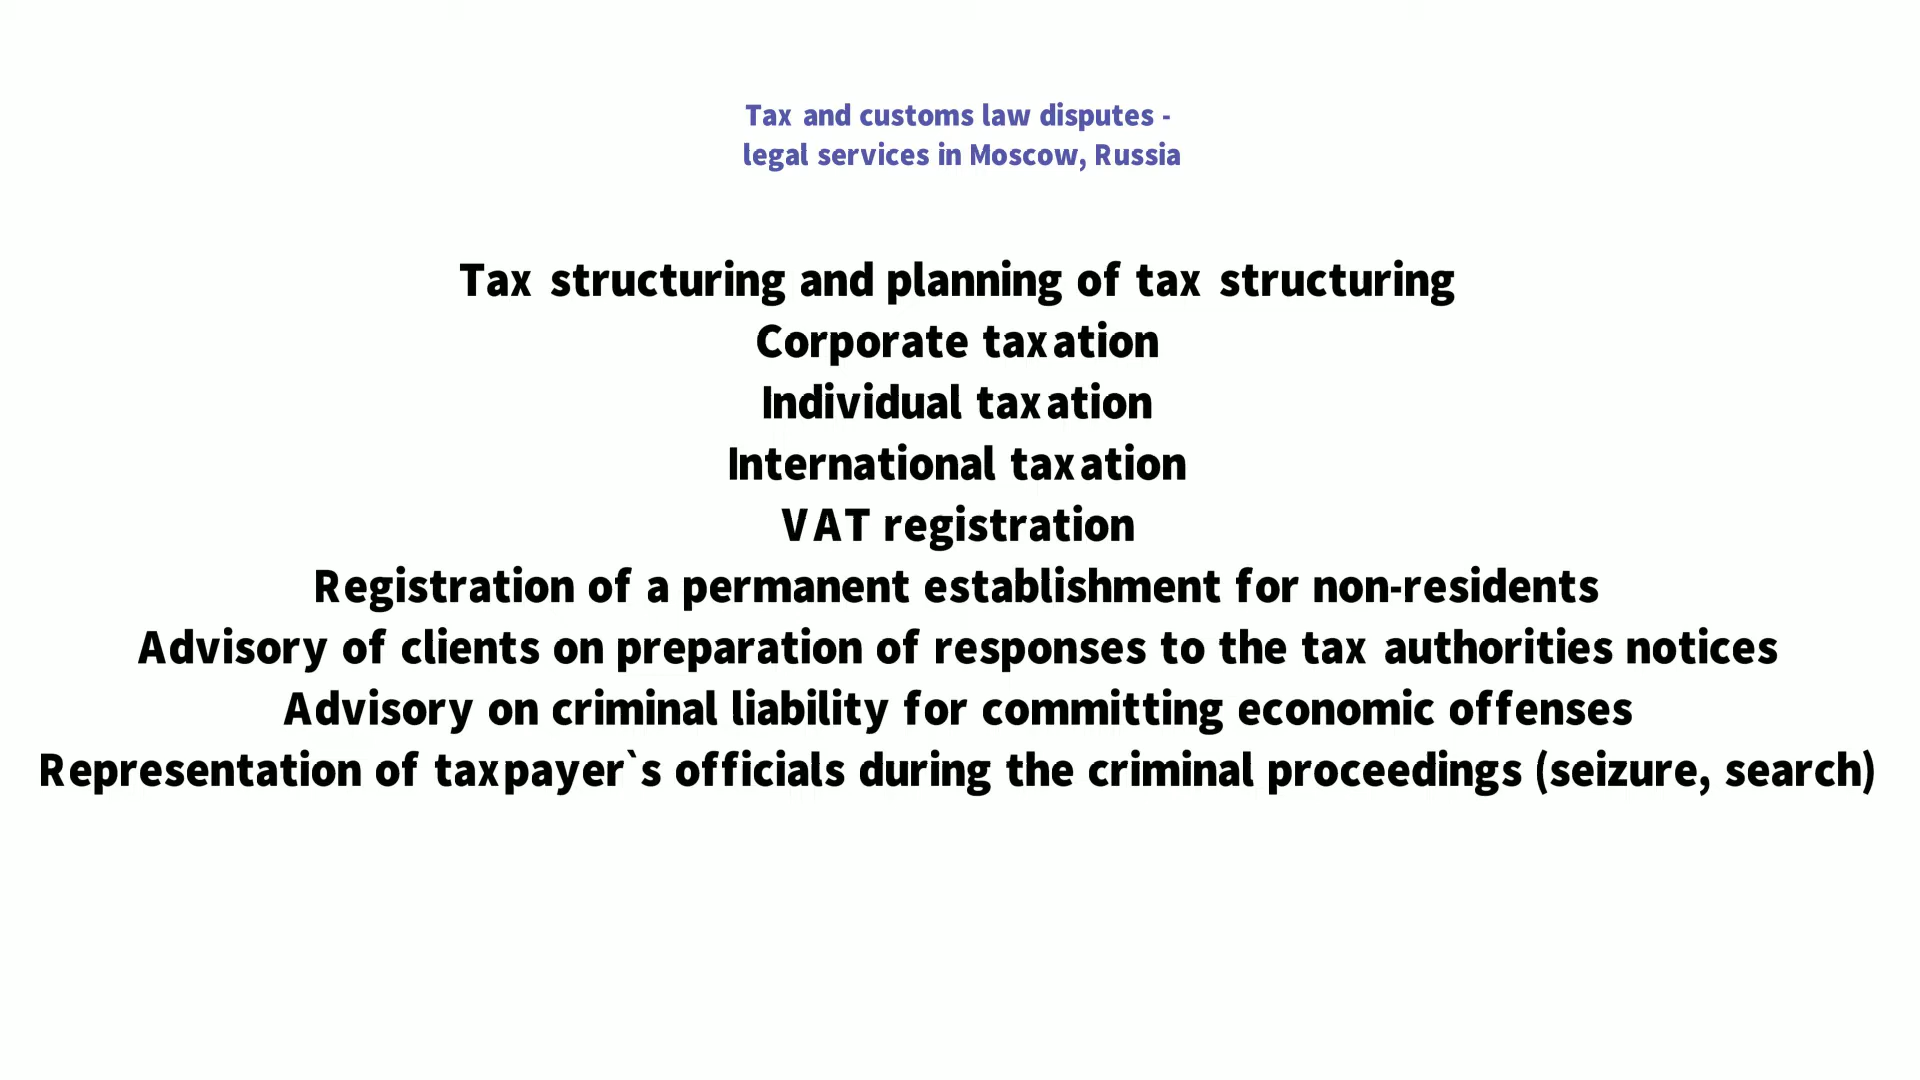 Tax and customs law disputes -
legal services in Moscow, Russia
Tax structuring and planning of tax structuring
Corporate taxation
Individual taxation
International taxation
VAT registration
Registration of a permanent establishment for non-residents
Advisory of clients on preparation of responses to the tax authorities notices
Advisory on criminal liability for committing economic offenses
Representation of taxpayer`s officials during the criminal proceedings (seizure, search)